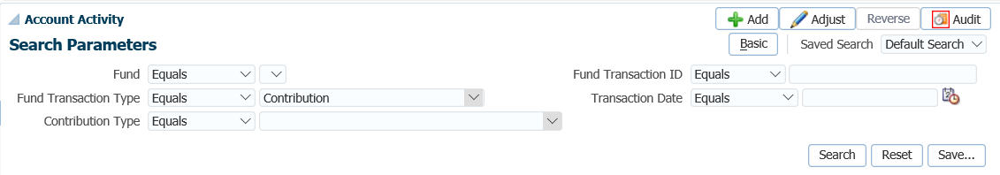 Account Activity Add Adjust Reverse Audit
Search Parameters Basic Saved Search Default Search
Fund Equals Fund Transaction ID Equals
Fund Transaction Type Equals Contribution Transaction Date Equals
Contribution Type Equals
Search Reset Save...